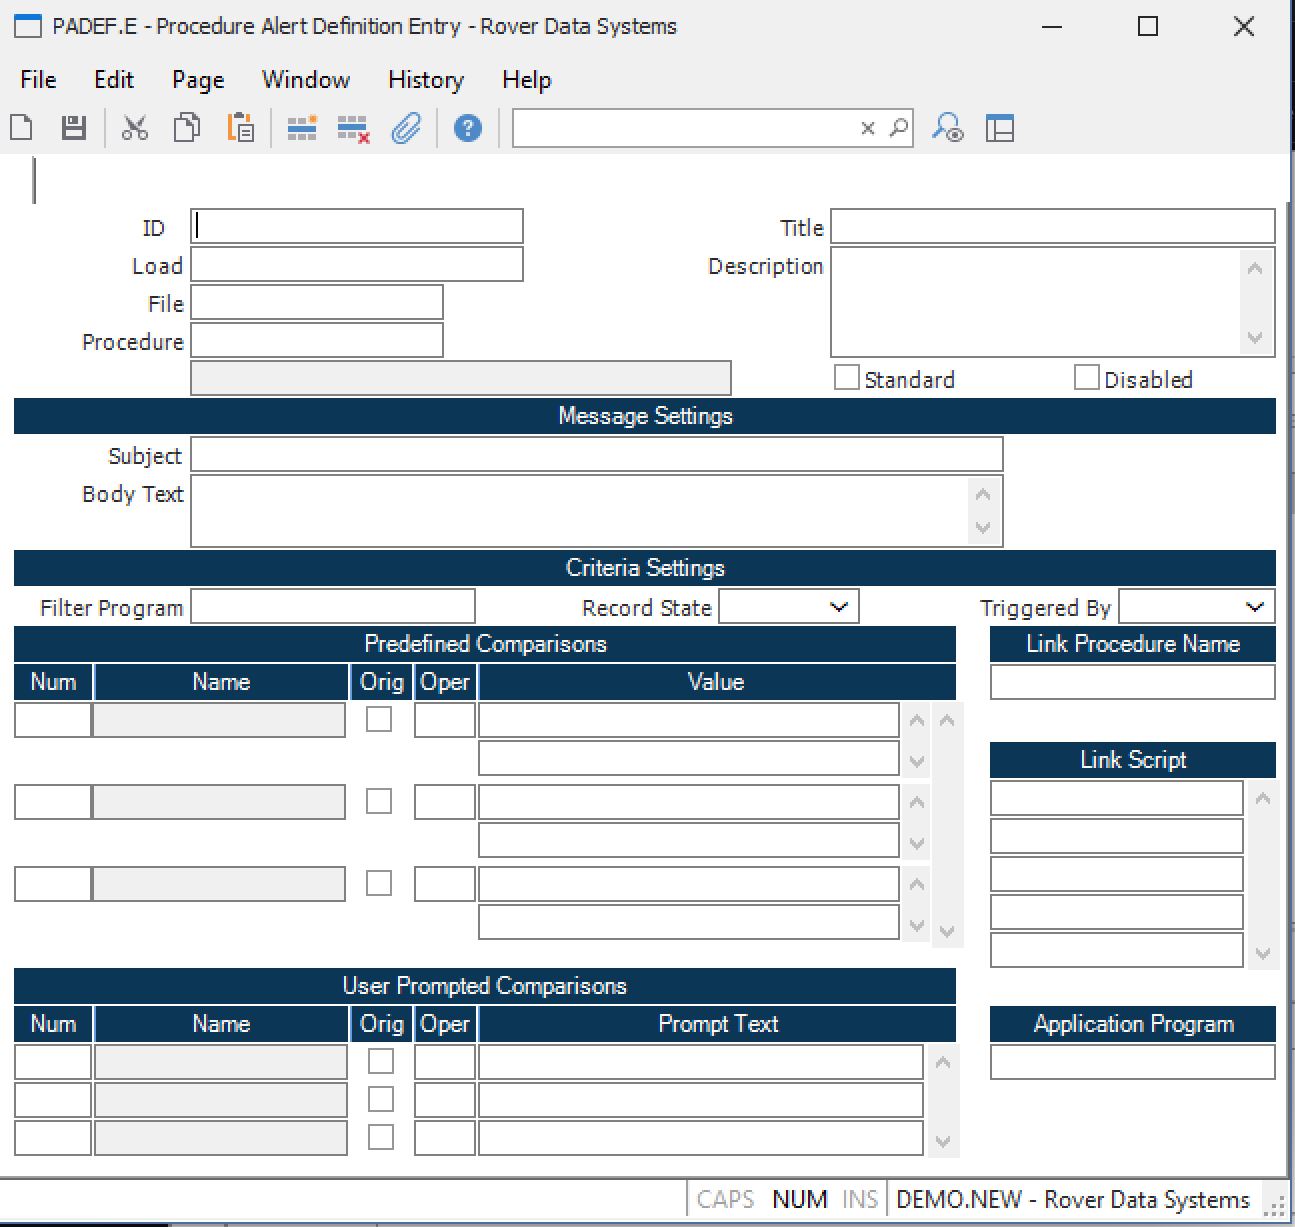 PADEF.E - Procedure Alert Definition Entry - Rover Data Systems
File Edit Page Window History Help
ID
Title
Load
Description
File
Procedure
Standard Disabled
Message Settings
Subject
Body Text
Criteria Settings
Filter Program
Record State
Triggered By
Predefined Comparisons
Link Procedure Name
Num Name Orig Oper Value
Link Script
User Prompted Comparisons
Num Name Orig Oper Prompt Text
Application Program
CAPS NUM INS DEMO.NEW - Rover Data Systems